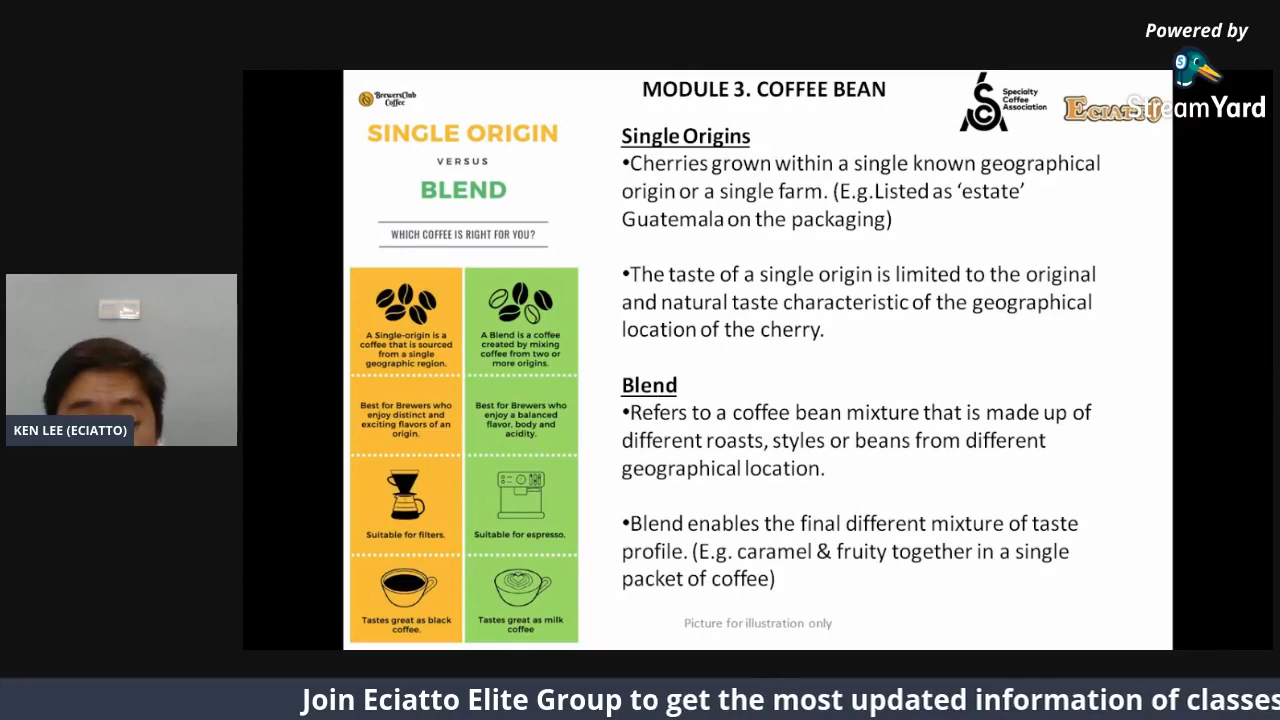 Powered by
StreamYard
BrewersClub
Coffee
SINGLE ORIGIN
VERSUS
BLEND
WHICH COFFEE IS RIGHT FOR YOU?
A Single-origin is a
coffee that is sourced
from a single
geographic region.
A Blend is a coffee
created by mixing
coffee from two or
more origins.
Best for Brewers who
enjoy distinct and
exciting flavors of an
origin.
Best for Brewers who
enjoy a balanced
flavor, body and
acidity.
Suitable for filters.
Suitable for espresso.
Tastes great as black
coffee.
Tastes great as milk
coffee
MODULE 3. COFFEE BEAN
Specialty
Coffee
Association
ECIATTO
Single Origins
•Cherries grown within a single known geographical
origin or a single farm. (E.g.Listed as ‘estate’
Guatemala on the packaging)
•The taste of a single origin is limited to the original
and natural taste characteristic of the geographical
location of the cherry.
Blend
•Refers to a coffee bean mixture that is made up of
different roasts, styles or beans from different
geographical location.
•Blend enables the final different mixture of taste
profile. (E.g. caramel & fruity together in a single
packet of coffee)
Picture for illustration only
KEN LEE (ECIATTO)
Join Eciatto Elite Group to get the most updated information of classes